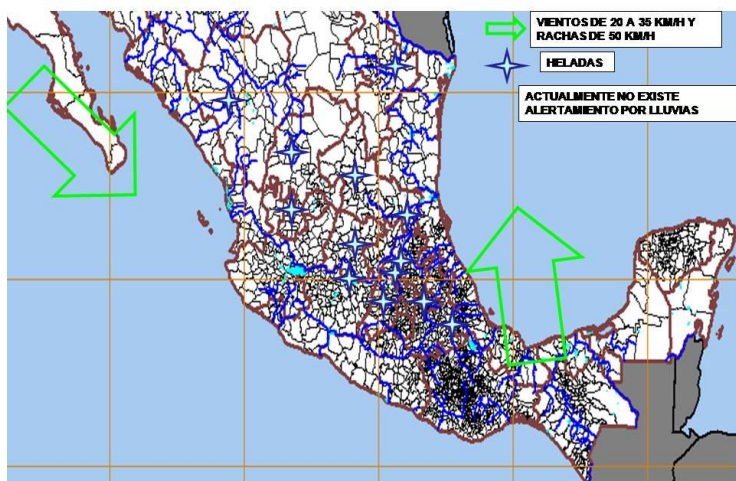 VIENTOS DE 20 A 35 KM/H Y
RACHAS DE 50 KM/H
HELADAS
ACTUALMENTE NO EXISTE
ALERTAMIENTO POR LLUVIAS